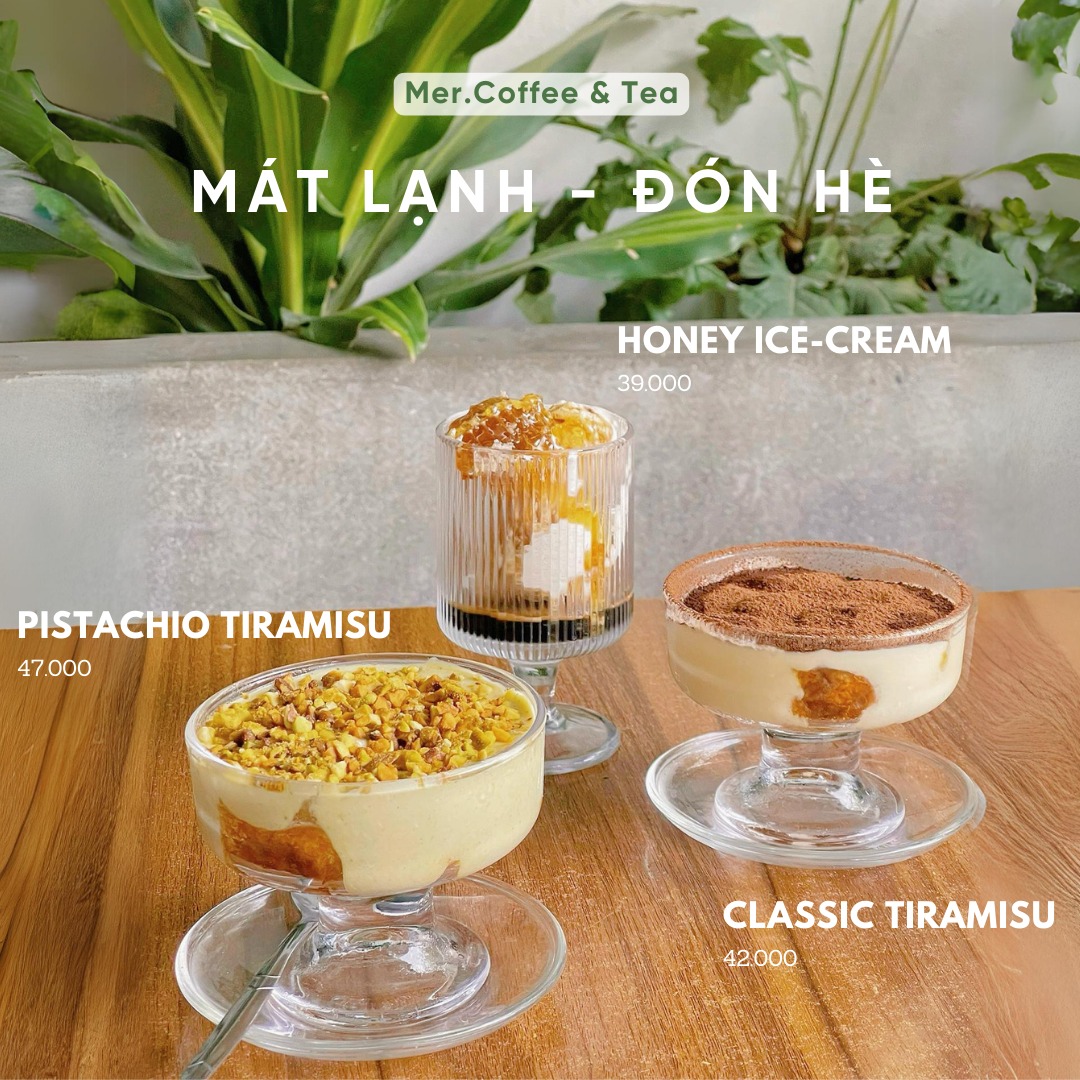 Mer.Coffee & Tea
MÁT LẠNH - ĐÓN HÈ
HONEY ICE-CREAM
39.000
PISTACHIO TIRAMISU
47.000
CLASSIC TIRAMISU
42.000